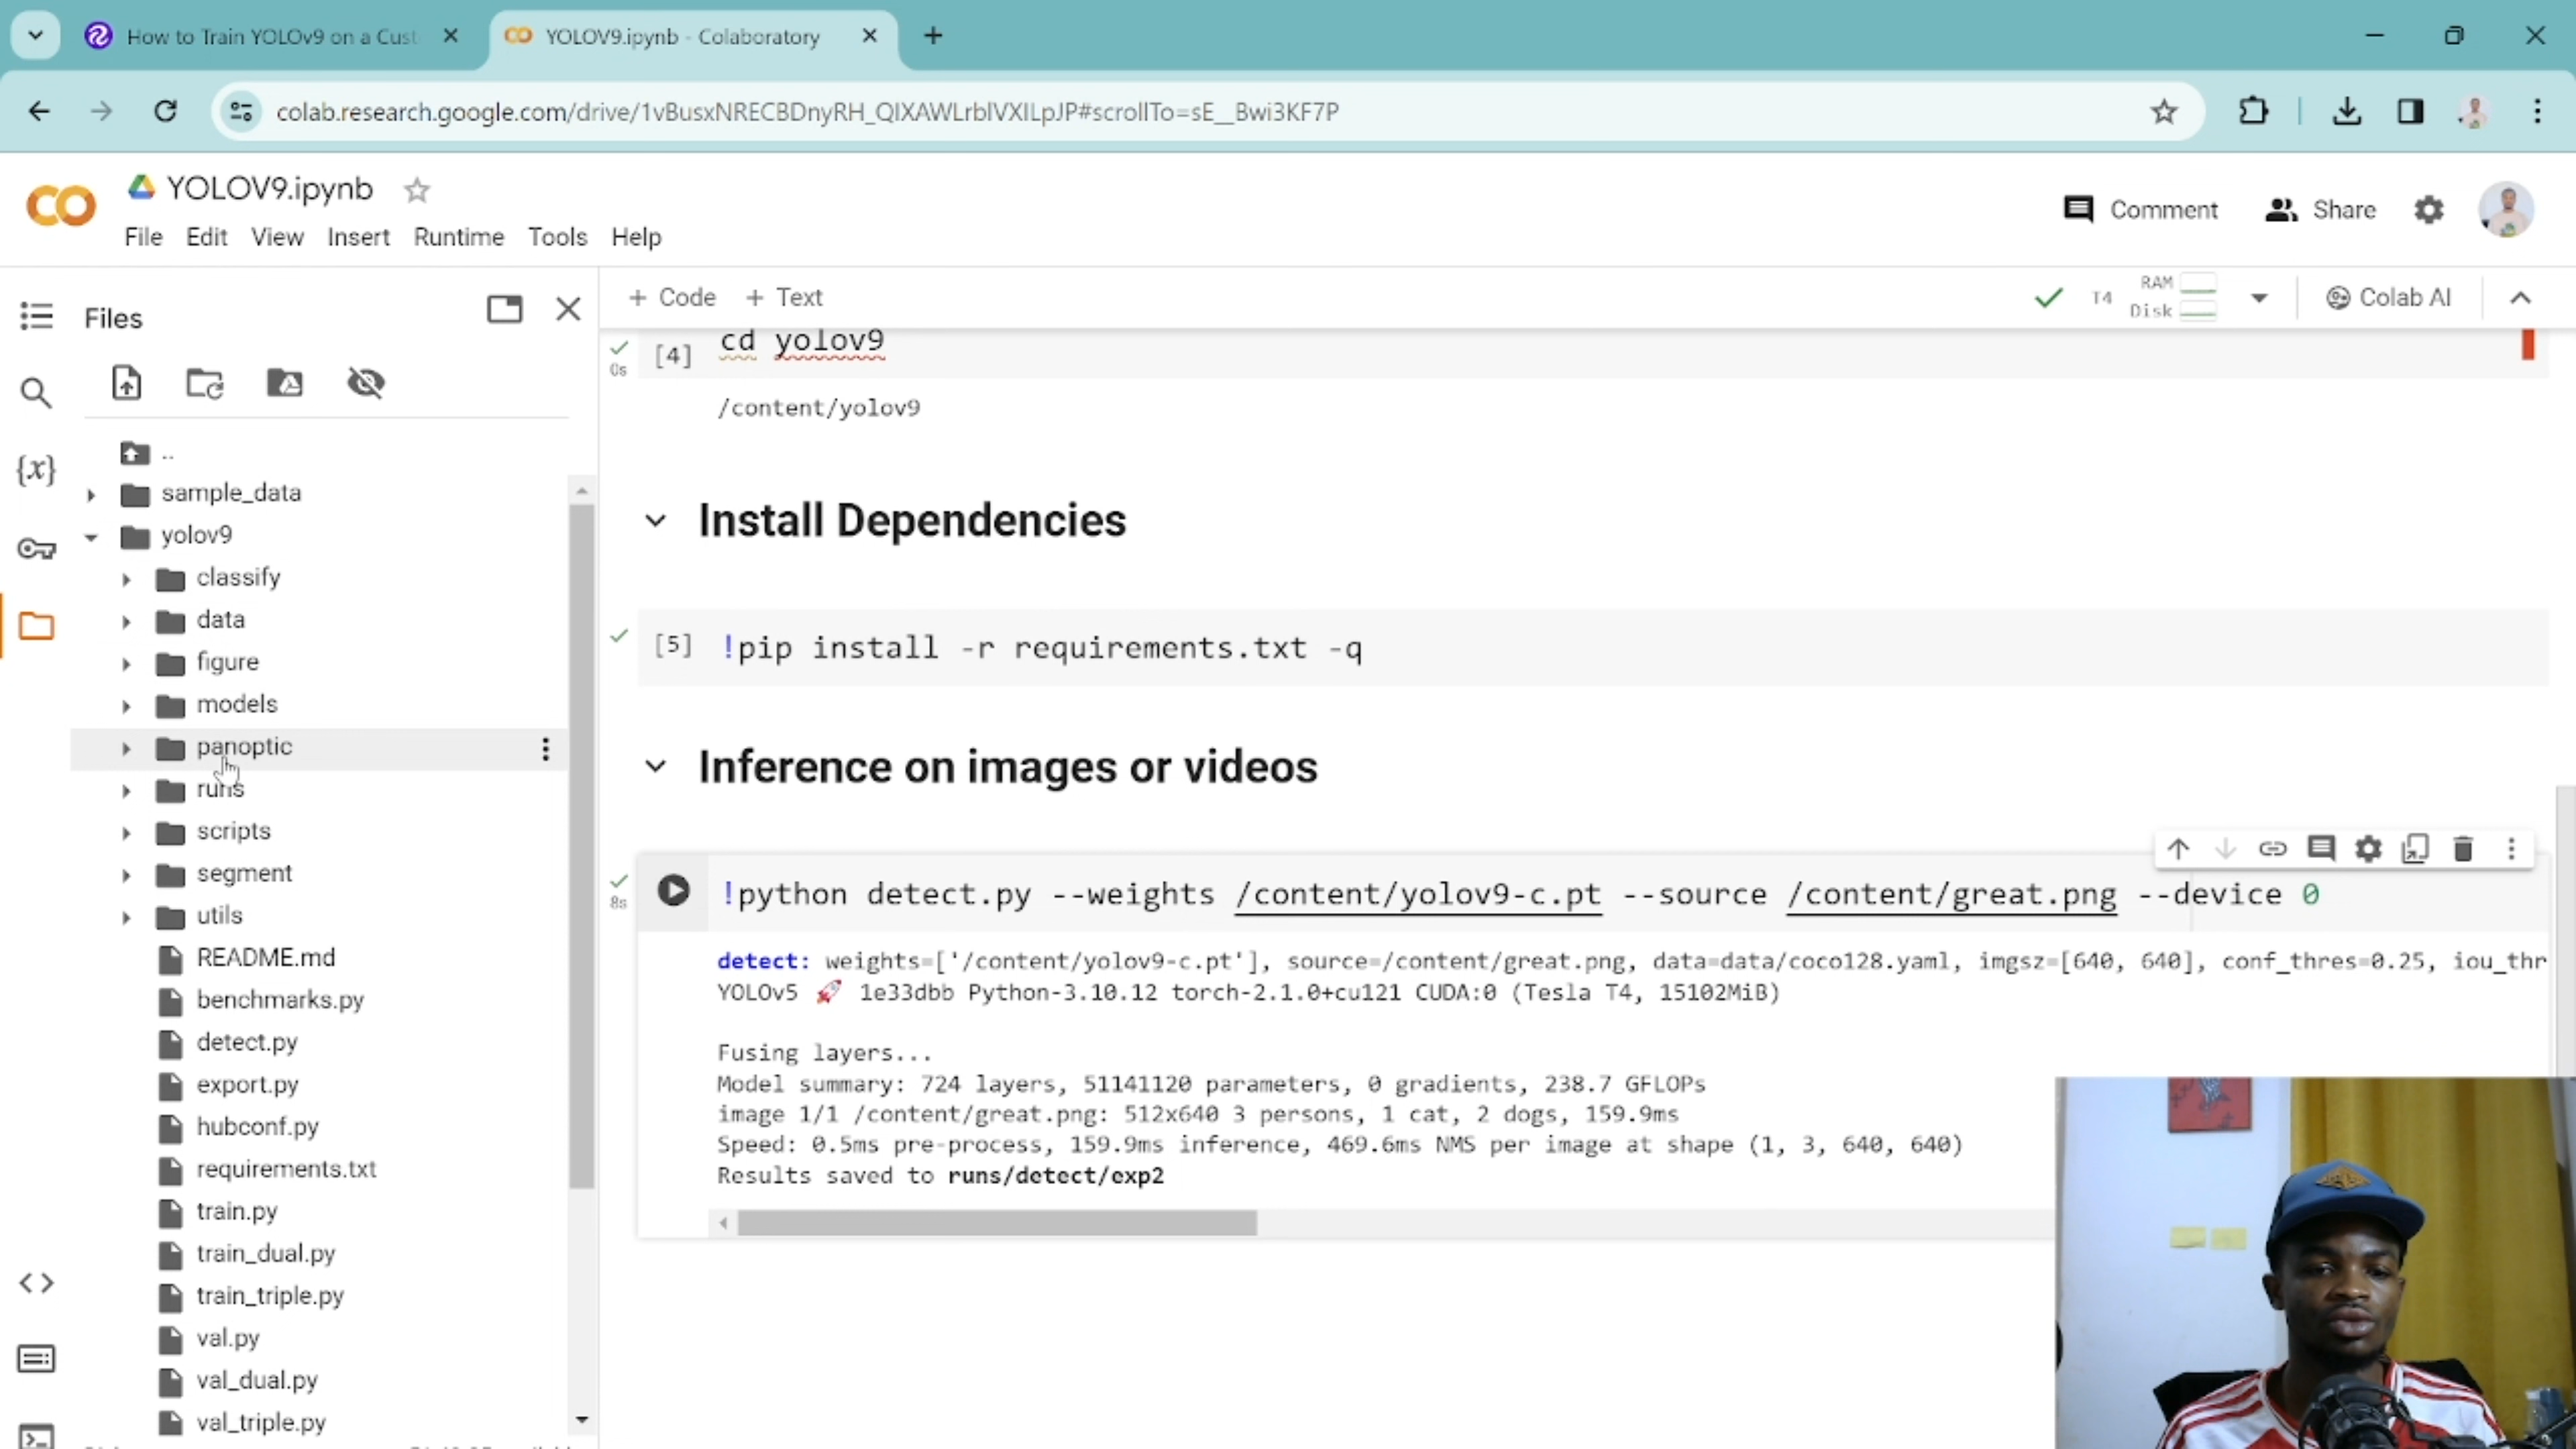 How to Train YOLOv9 on a Cust
YOLOV9.ipynb - Colaboratory
colab.research.google.com/drive/1vBusxNRECBDnyRH_QIXAWLrblVXILpJP#scrollTo=sE__Bwi3KF7P
YOLOV9.ipynb
File Edit View Insert Runtime Tools Help
Comment
Share
Files
+ Code + Text
T4
RAM
Disk
Colab AI
..
sample_data
yolov9
classify
data
figure
models
panoptic
runs
scripts
segment
utils
README.md
benchmarks.py
detect.py
export.py
hubconf.py
requirements.txt
train.py
train_dual.py
train_triple.py
val.py
val_dual.py
val_triple.py
0s
[4] cd yolov9
/content/yolov9
Install Dependencies
[5] !pip install -r requirements.txt -q
Inference on images or videos
8s
!python detect.py --weights /content/yolov9-c.pt --source /content/great.png --device 0
detect: weights=['/content/yolov9-c.pt'], source=/content/great.png, data=data/coco128.yaml, imgsz=[640, 640], conf_thres=0.25, iou_thr
YOLOv5 🚀 1e33dbb Python-3.10.12 torch-2.1.0+cu121 CUDA:0 (Tesla T4, 15102MiB)
Fusing layers...
Model summary: 724 layers, 51141120 parameters, 0 gradients, 238.7 GFLOPs
image 1/1 /content/great.png: 512x640 3 persons, 1 cat, 2 dogs, 159.9ms
Speed: 0.5ms pre-process, 159.9ms inference, 469.6ms NMS per image at shape (1, 3, 640, 640)
Results saved to runs/detect/exp2